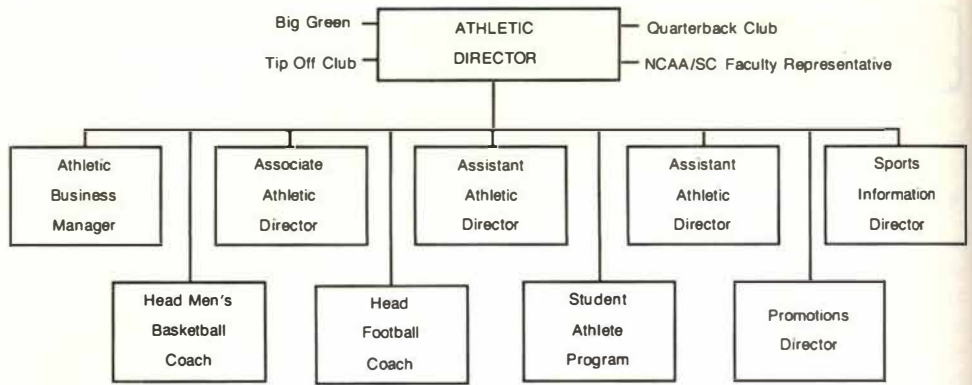 Big Green
Tip Off Club
ATHLETIC
DIRECTOR
Quarterback Club
NCAA/SC Faculty Representative
Athletic
Business
Manager
Associate
Athletic
Director
Assistant
Athletic
Director
Assistant
Athletic
Director
Sports
Information
Director
Head Men's
Basketball
Coach
Head
Football
Coach
Student
Athlete
Program
Promotions
Director